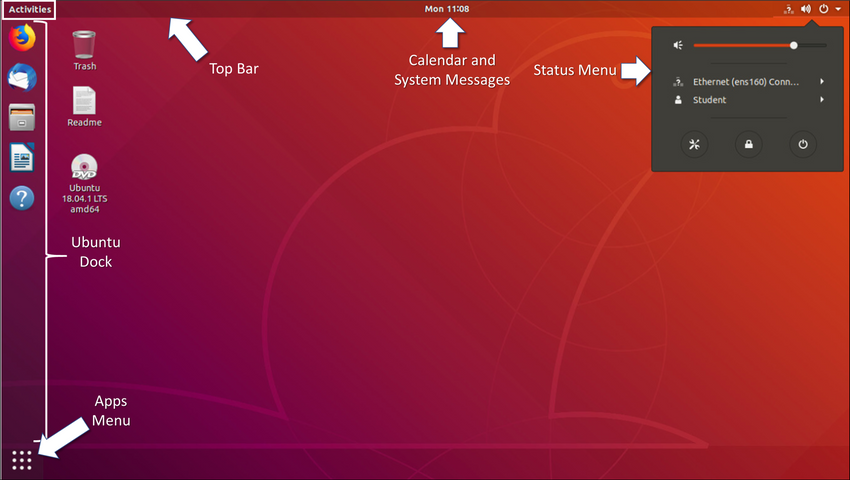 Activities
Mon 11:08
Trash
Top Bar
Calendar and
System Messages
Status Menu
Ethernet (ens160) Conn...
Student
Readme
DVD
Ubuntu
18.04.1 LTS
amd64
Ubuntu
Dock
Apps
Menu
?